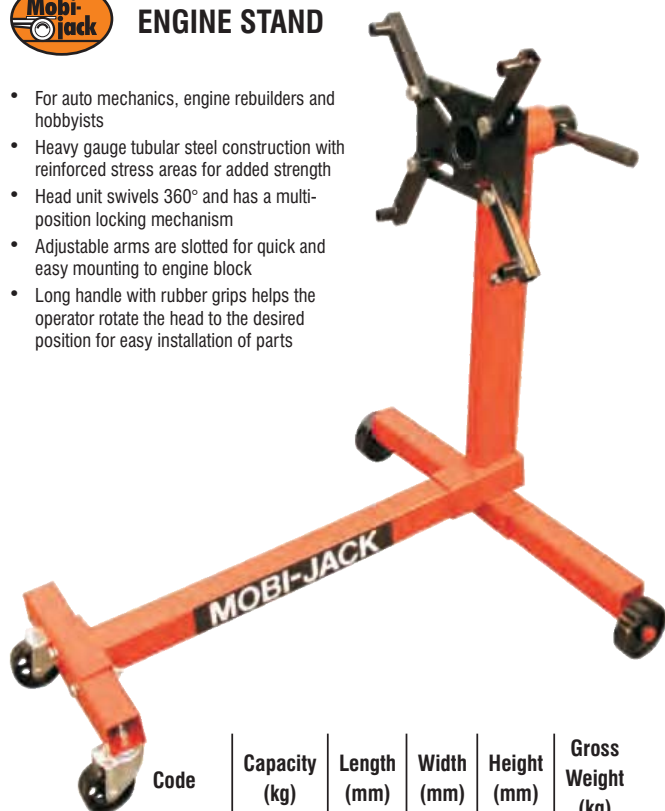 Mobi-
jack
ENGINE STAND
• For auto mechanics, engine rebuilders and
hobbyists
• Heavy gauge tubular steel construction with
reinforced stress areas for added strength
• Head unit swivels 360° and has a multi-
position locking mechanism
• Adjustable arms are slotted for quick and
easy mounting to engine block
• Long handle with rubber grips helps the
operator rotate the head to the desired
position for easy installation of parts
MOBI-JACK
Code
Capacity
(kg)
Length
(mm)
Width
(mm)
Height
(mm)
Gross
Weight
(kg)